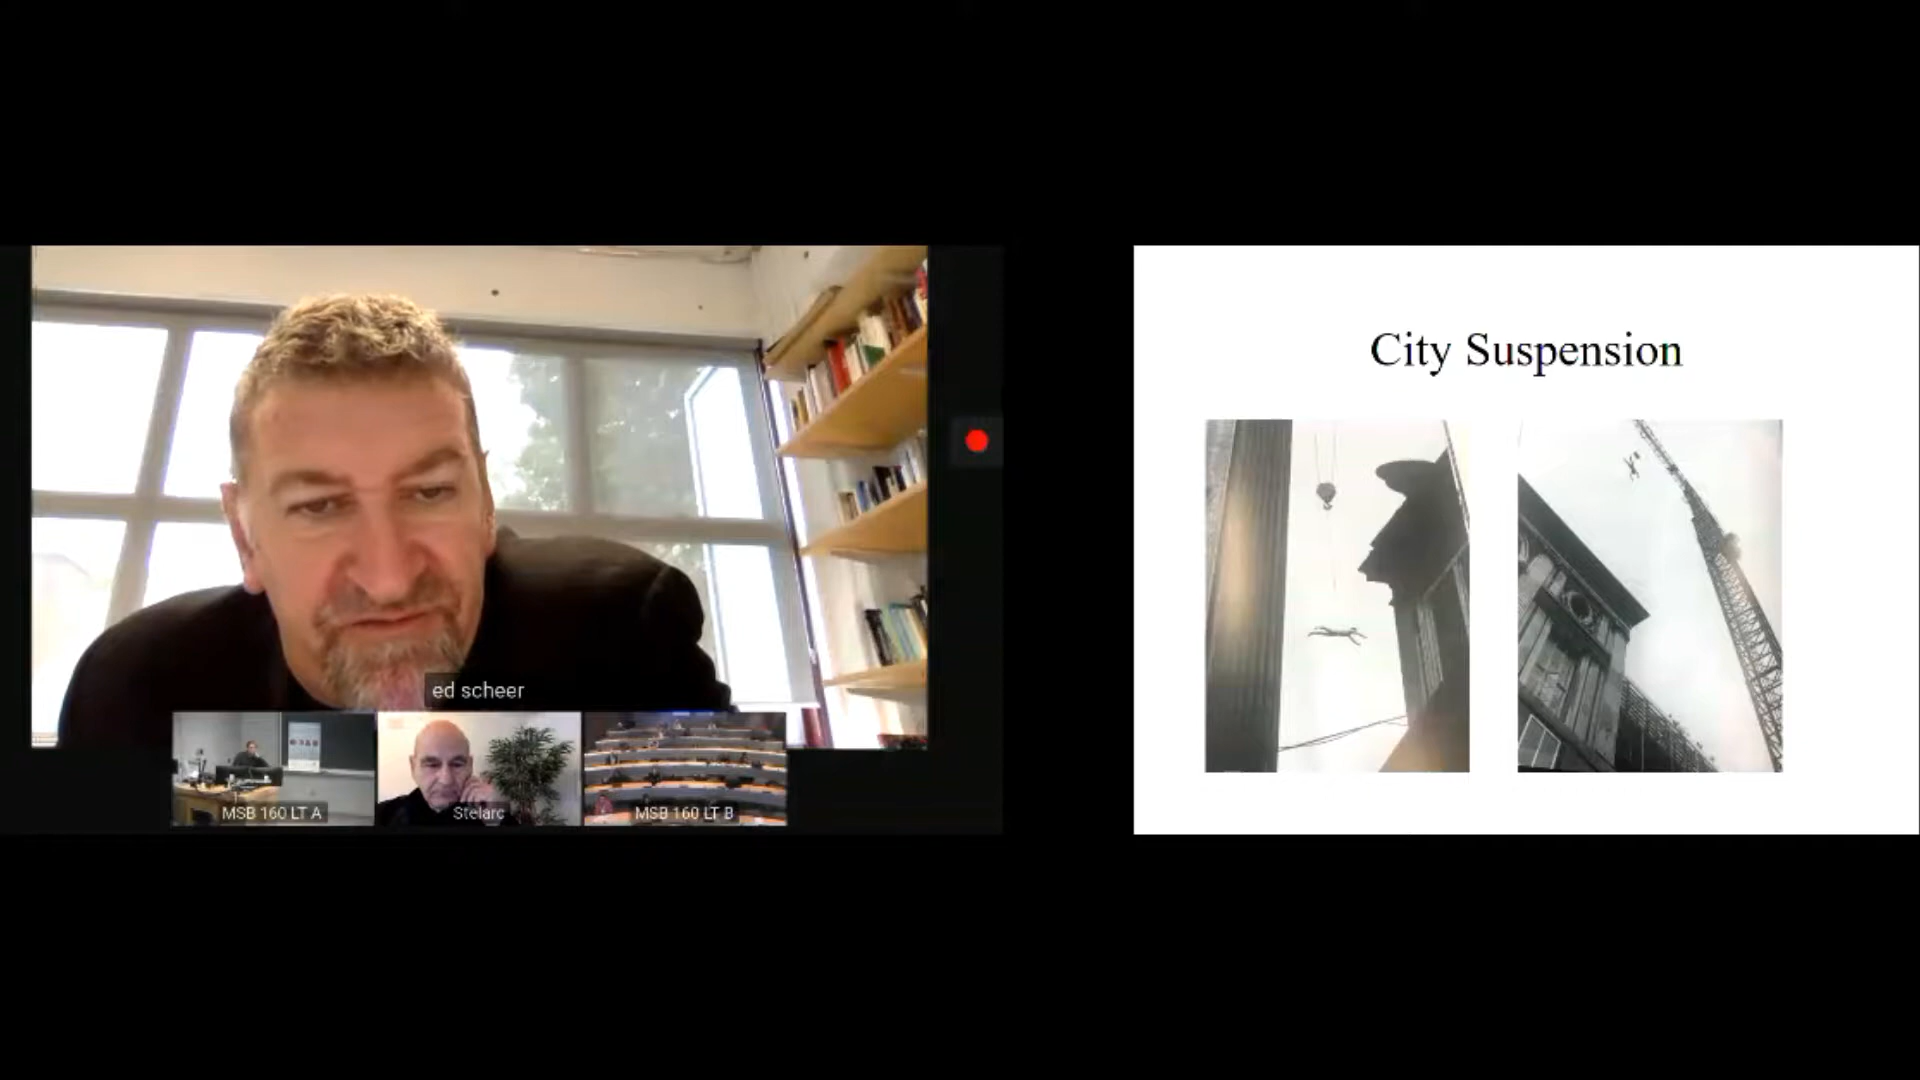 ed scheer
MSB 160 LT A
Stelarc
MSB 160 LT B
City Suspension